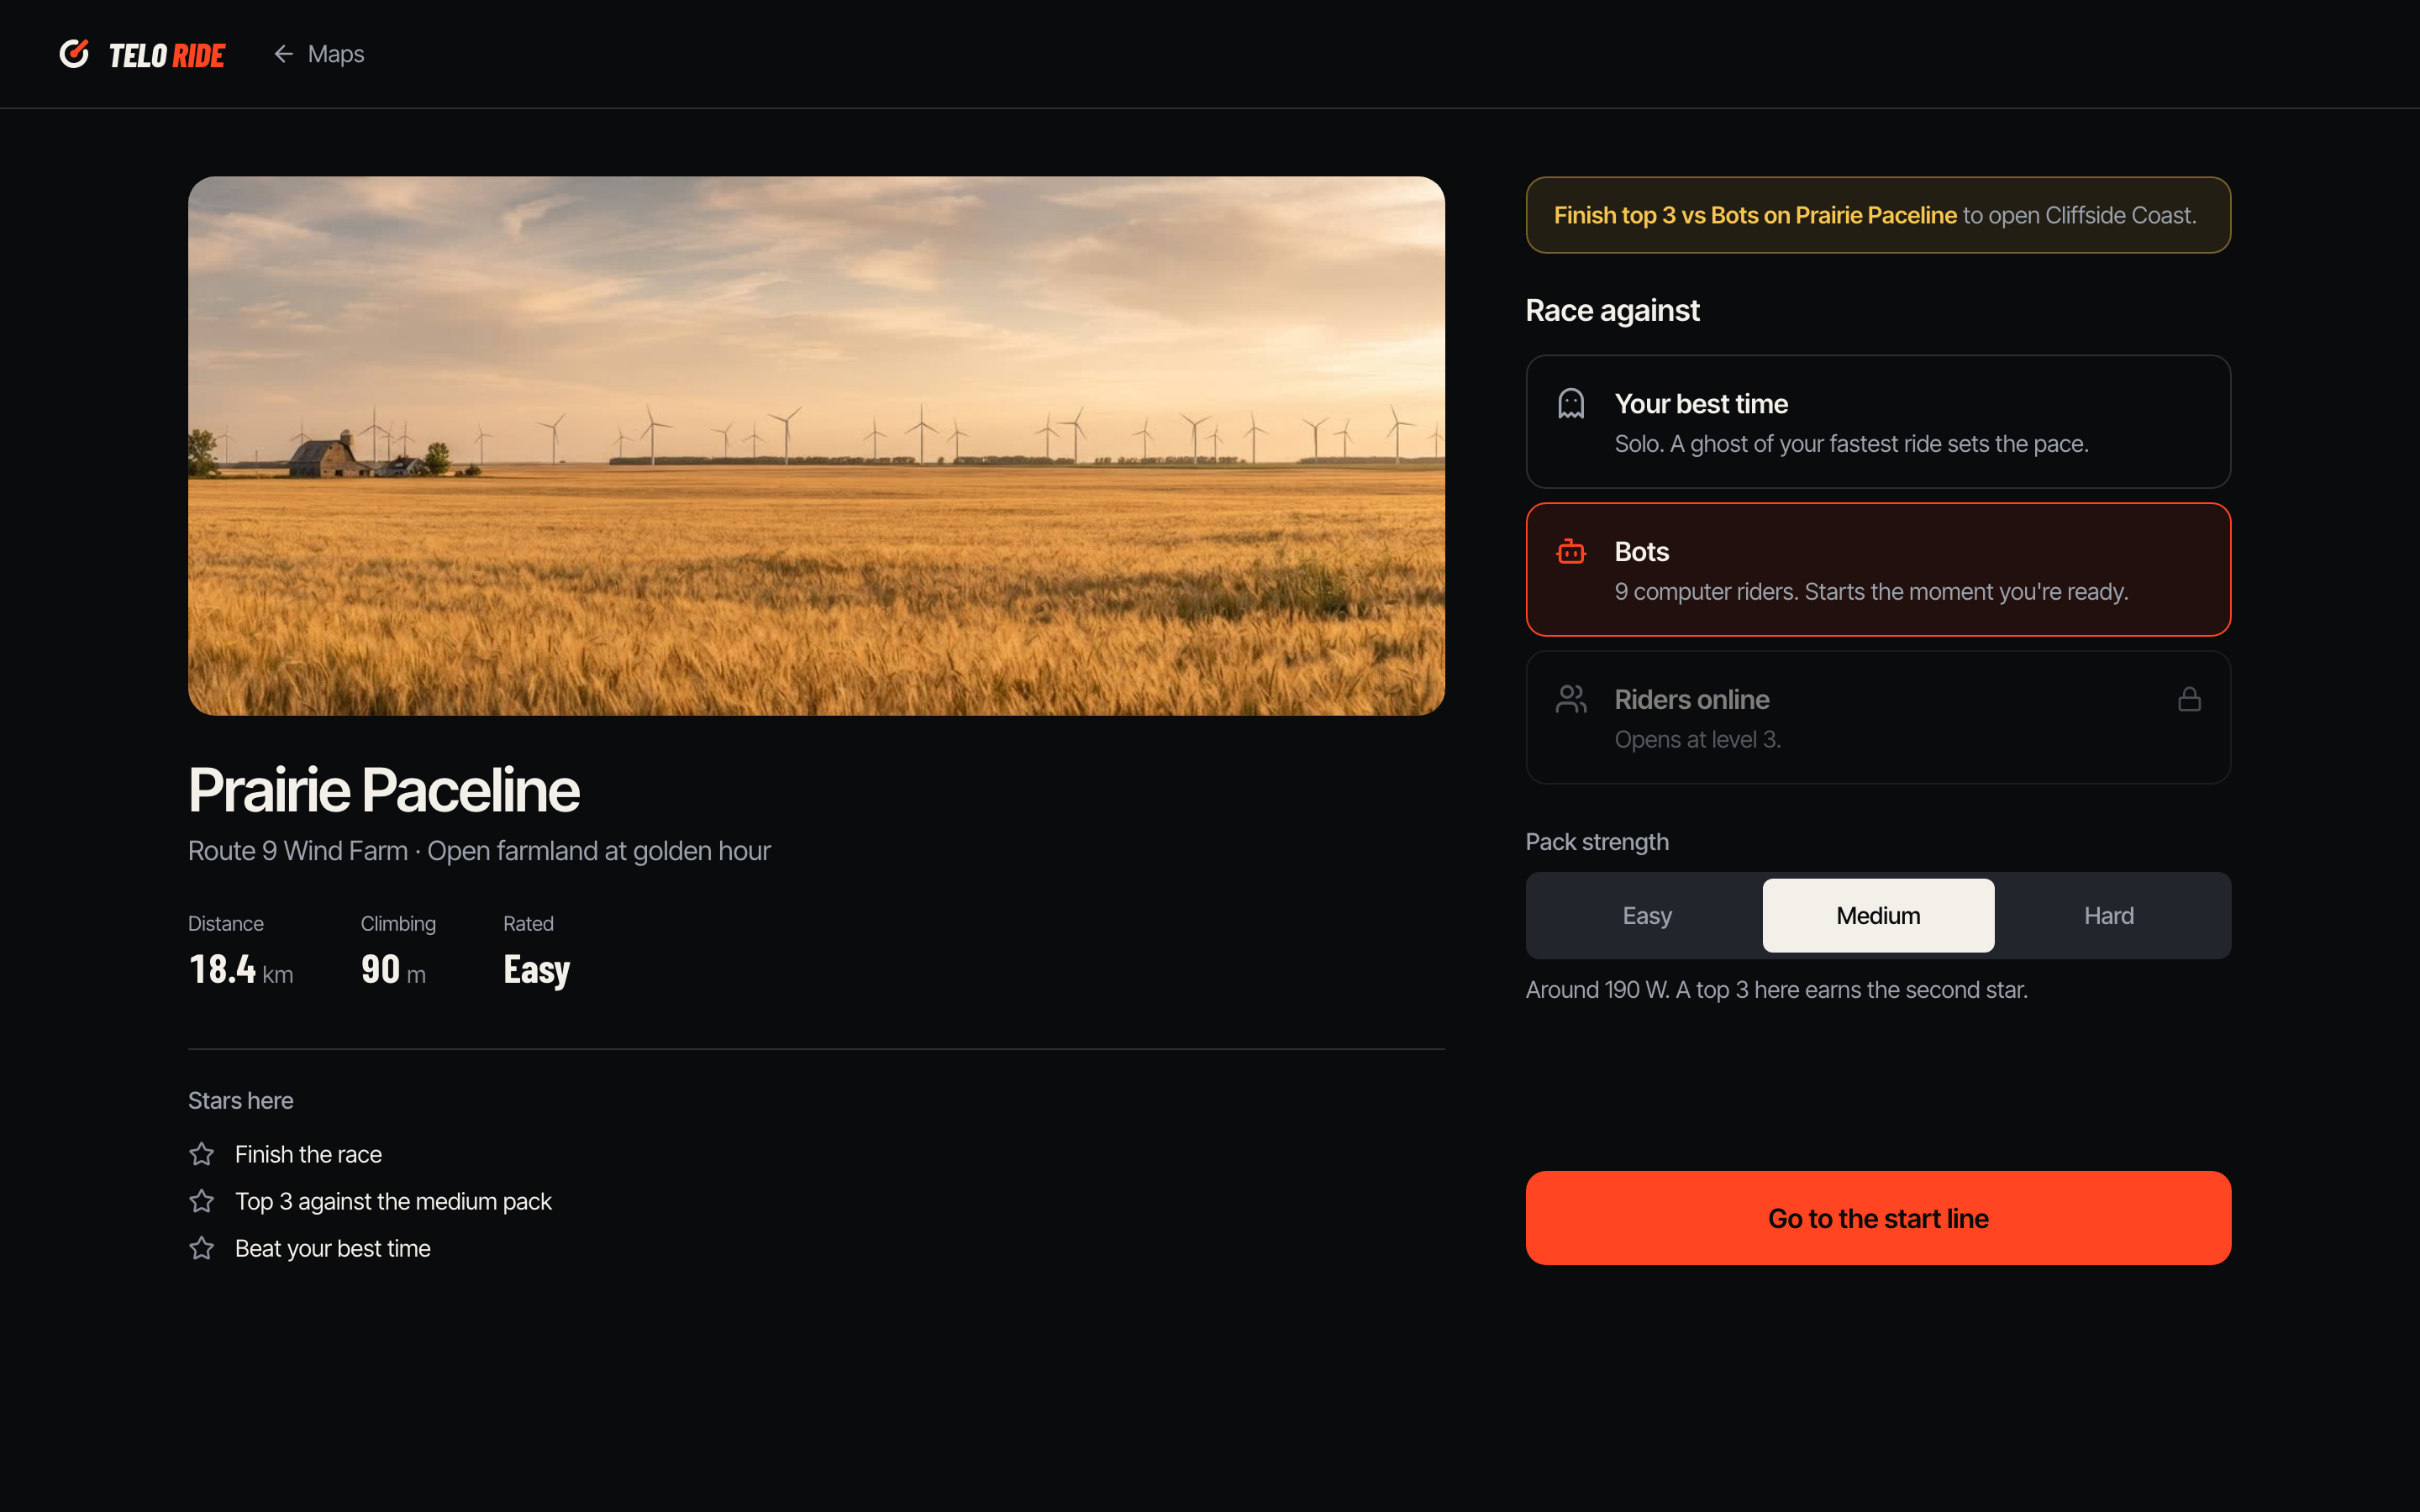 TELO RIDE
Maps
Prairie Paceline
Route 9 Wind Farm · Open farmland at golden hour
Distance Climbing Rated
18.4 km 90 m Easy
Stars here
Finish the race
Top 3 against the medium pack
Beat your best time
Finish top 3 vs Bots on Prairie Paceline to open Cliffside Coast.
Race against
Your best time
Solo. A ghost of your fastest ride sets the pace.
Bots
9 computer riders. Starts the moment you're ready.
Riders online
Opens at level 3.
Pack strength
Easy Medium Hard
Around 190 W. A top 3 here earns the second star.
Go to the start line